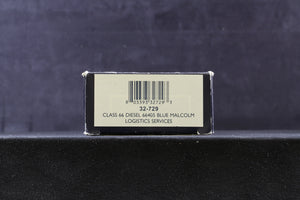 32-729
CLASS 66 DIESEL 66405 BLUE MALCOLM
LOGISTICS SERVICES